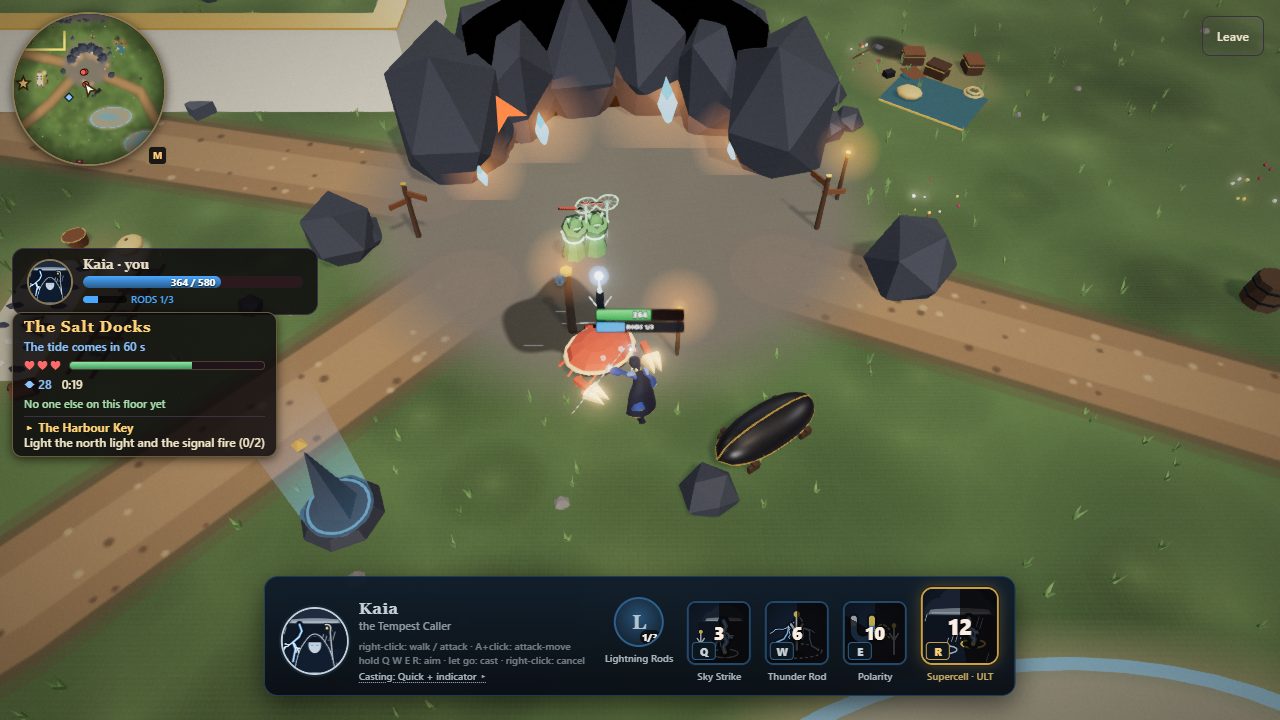 Leave
M
Kaia · you
364 / 580
RODS 1/3
The Salt Docks
The tide comes in 60 s
28 0:19
No one else on this floor yet
The Harbour Key
Light the north light and the signal fire (0/2)
264
RODS 1/3
Kaia
the Tempest Caller
right-click: walk / attack · A+click: attack-move
hold Q W E R: aim · let go: cast · right-click: cancel
Casting: Quick + indicator
L
1/3
Lightning Rods
3
Q
Sky Strike
6
W
Thunder Rod
10
E
Polarity
12
R
Supercell · ULT